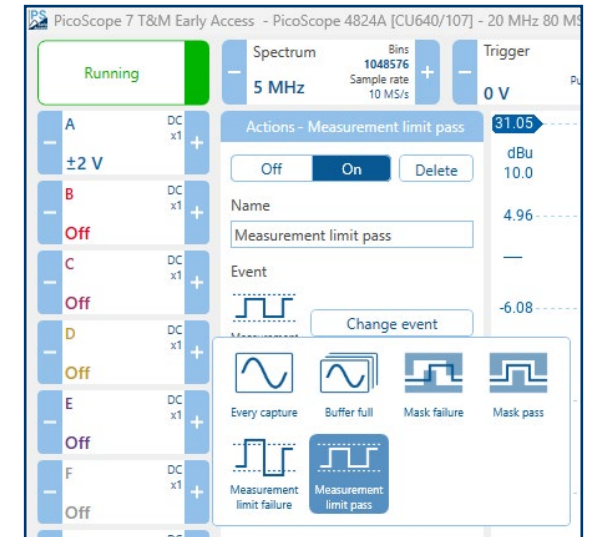 PicoScope 7 T&M Early Access - PicoScope 4824A [CU640/107] - 20 MHz 80 MS
Running
Spectrum
5 MHz
Bins
1048576
Sample rate
10 MS/s
Trigger
0 V
A
DC
x1
±2 V
B
DC
x1
Off
C
DC
x1
Off
D
DC
x1
Off
E
DC
x1
Off
F
DC
x1
Off
Actions - Measurement limit pass
Off
On
Delete
Name
Measurement limit pass
Event
Change event
Every capture
Buffer full
Mask failure
Mask pass
Measurement
limit failure
Measurement
limit pass
31.05
dBu
10.0
4.96
-6.08